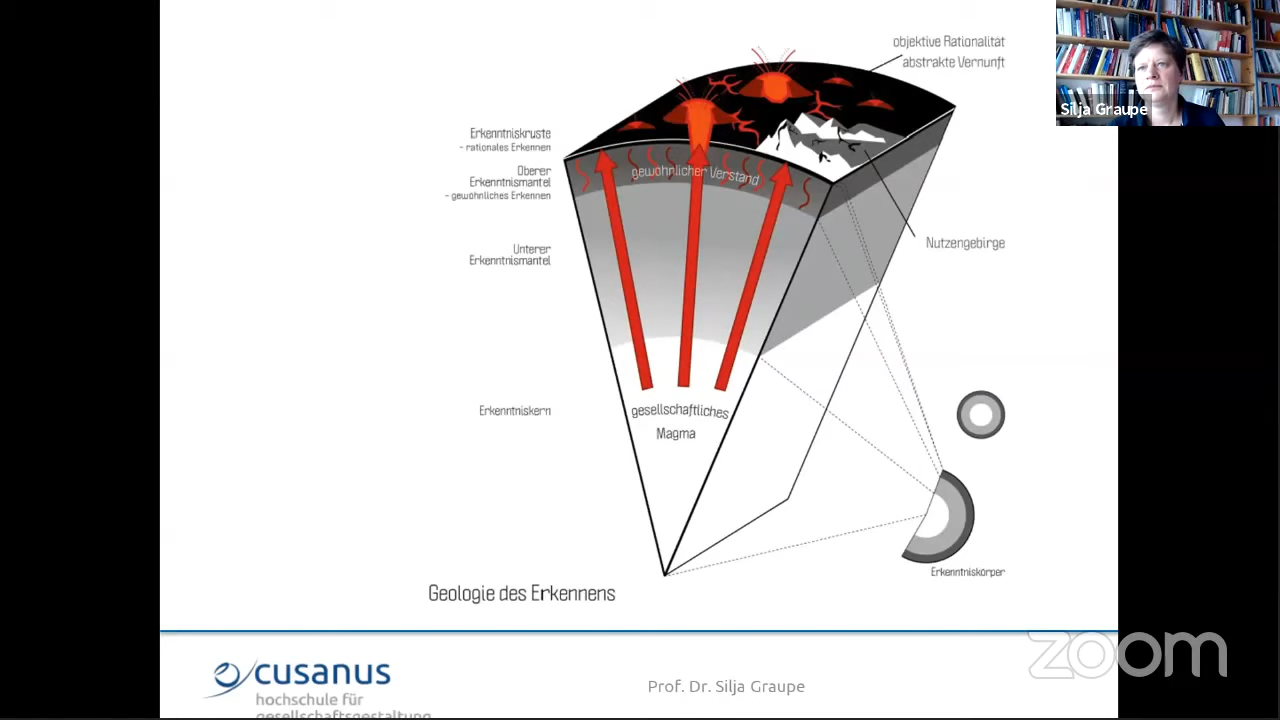 objektive Rationalität
abstrakte Vernunft
Silja Graupe
Erkenntniskruste
- rationales Erkennen
Oberer
Erkenntnismantel
- gewöhnliches Erkennen
gewöhnlicher Verstand
Nutzengebirge
Unterer
Erkenntnismantel
Erkenntniskern
gesellschaftliches
Magma
Erkenntniskörper
Geologie des Erkennens
cusanus
hochschule für
gesellschaftsgestaltung
Prof. Dr. Silja Graupe
zoom